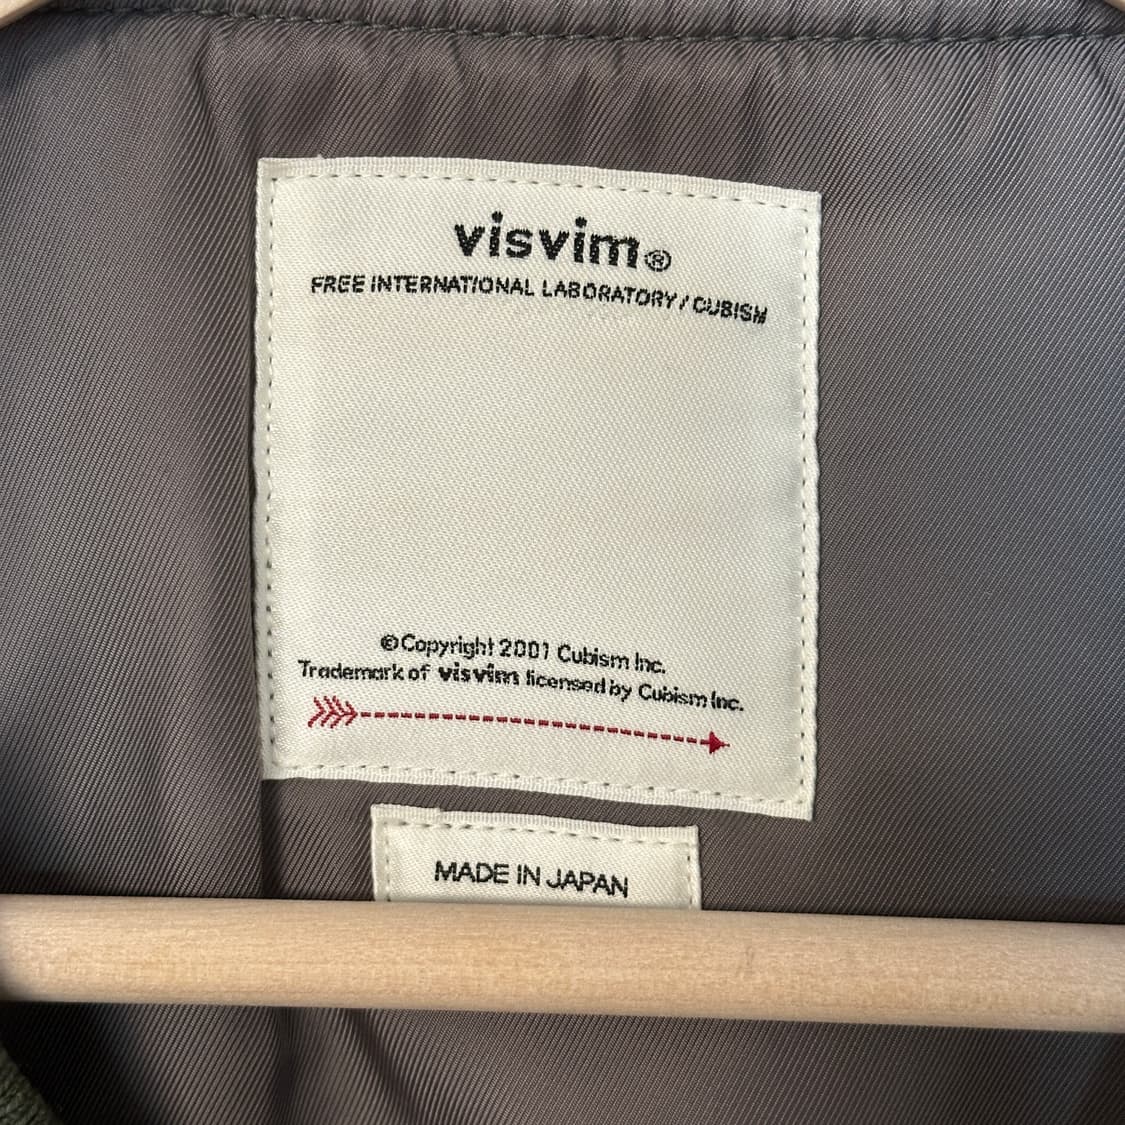 visvim®
FREE INTERNATIONAL LABORATORY / CUBISM
©Copyright 2001 Cubism Inc.
Trademark of visvim licensed by Cubism Inc.
MADE IN JAPAN